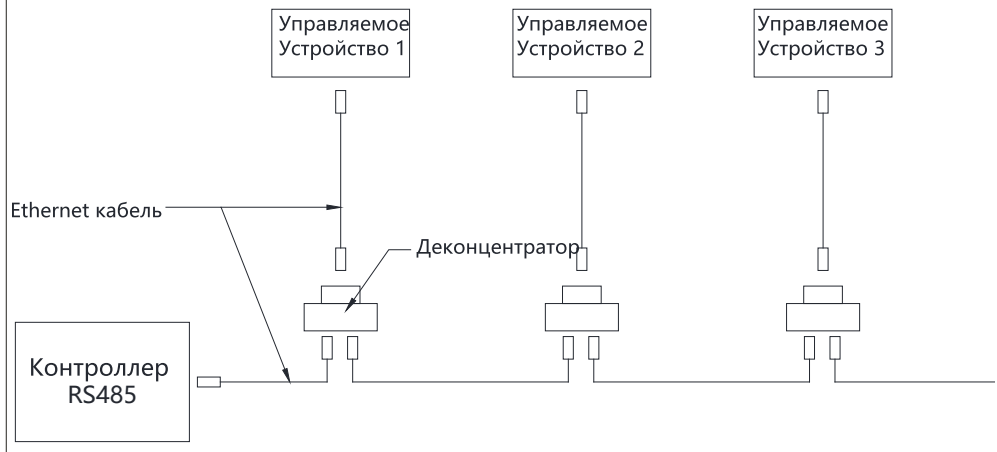 Управляемое
Устройство 1
Управляемое
Устройство 2
Управляемое
Устройство 3
Ethernet кабель
Деконцентратор
Контроллер
RS485